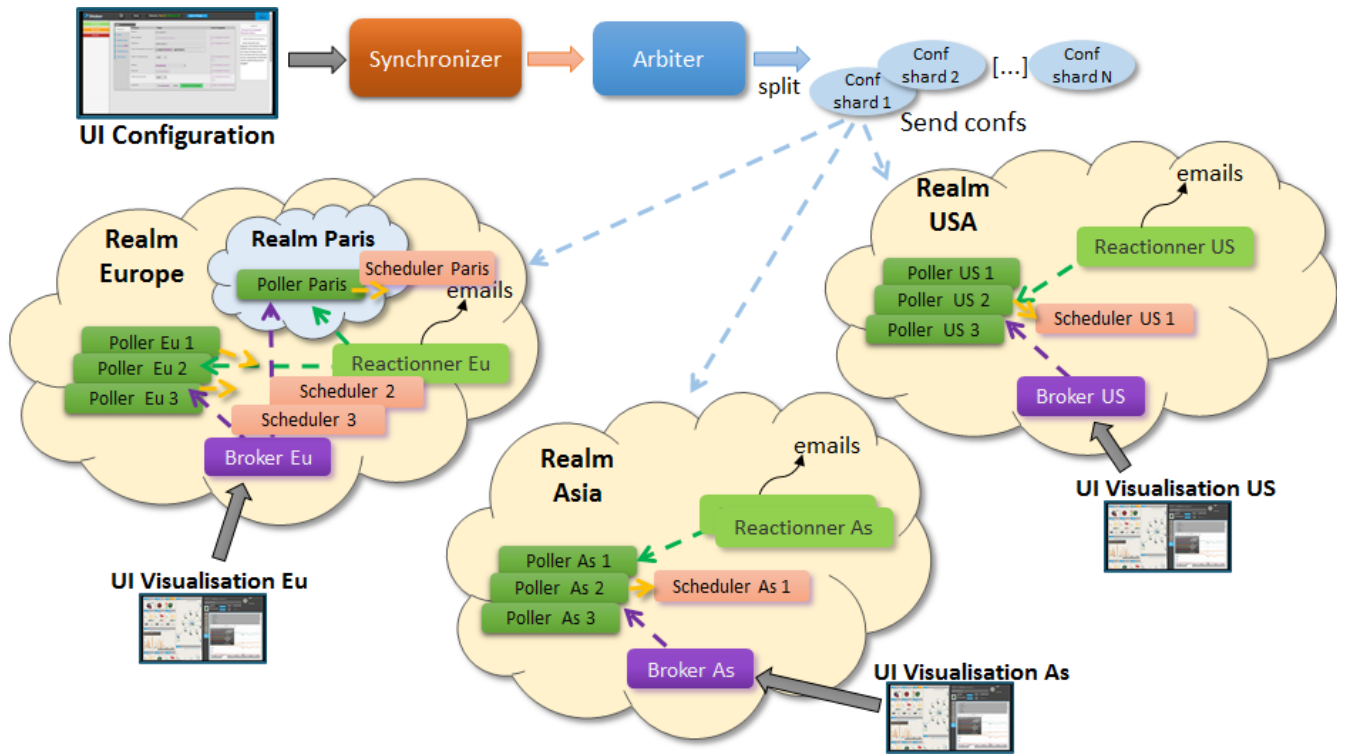 UI Configuration
Synchronizer
Arbiter
split
Conf
shard 1
Conf
shard 2
[...]
Conf
shard N
Send confs
Realm
Europe
Realm Paris
Poller Paris
Scheduler Paris
emails
Poller Eu 1
Poller Eu 2
Poller Eu 3
Reactionner Eu
Scheduler 2
Scheduler 3
Broker Eu
UI Visualisation Eu
Realm
Asia
emails
Reactionner As
Poller As 1
Poller As 2
Poller As 3
Scheduler As 1
Broker As
UI Visualisation As
Realm
USA
emails
Reactionner US
Poller US 1
Poller US 2
Poller US 3
Scheduler US 1
Broker US
UI Visualisation US